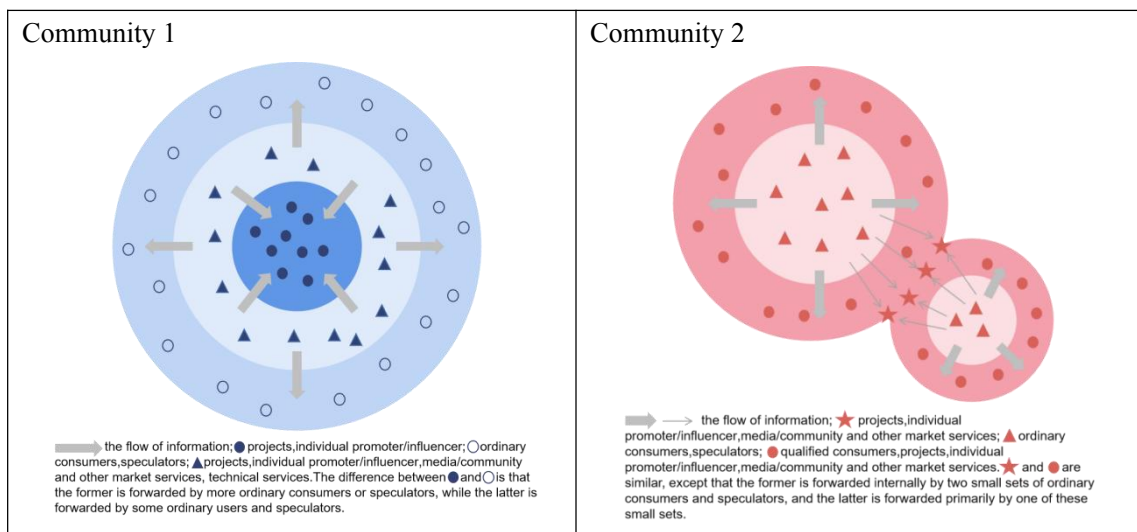 Community 1
the flow of information; projects,individual promoter/influencer; ordinary
consumers,speculators; projects,individual promoter/influencer,media/community
and other market services, technical services.The difference between and is that
the former is forwarded by more ordinary consumers or speculators, while the latter is
forwarded by some ordinary users and speculators.
Community 2
the flow of information; projects,individual
promoter/influencer,media/community and other market services; ordinary
consumers,speculators; qualified consumers,projects,individual
promoter/influencer,media/community and other market services. and are
similar, except that the former is forwarded internally by two small sets of ordinary
consumers and speculators, and the latter is forwarded primarily by one of these
small sets.